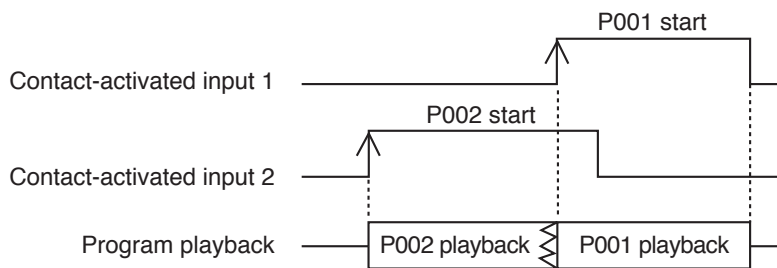 P001 start
Contact-activated input 1
P002 start
Contact-activated input 2
Program playback
P002 playback
P001 playback